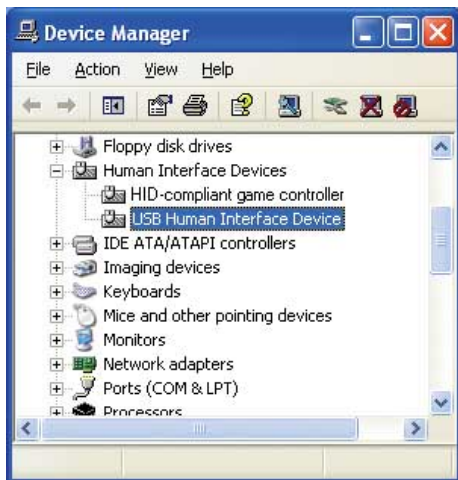 Device Manager
File Action View Help
Floppy disk drives
Human Interface Devices
HID-compliant game controller
USB Human Interface Device
IDE ATA/ATAPI controllers
Imaging devices
Keyboards
Mice and other pointing devices
Monitors
Network adapters
Ports (COM & LPT)
Processors